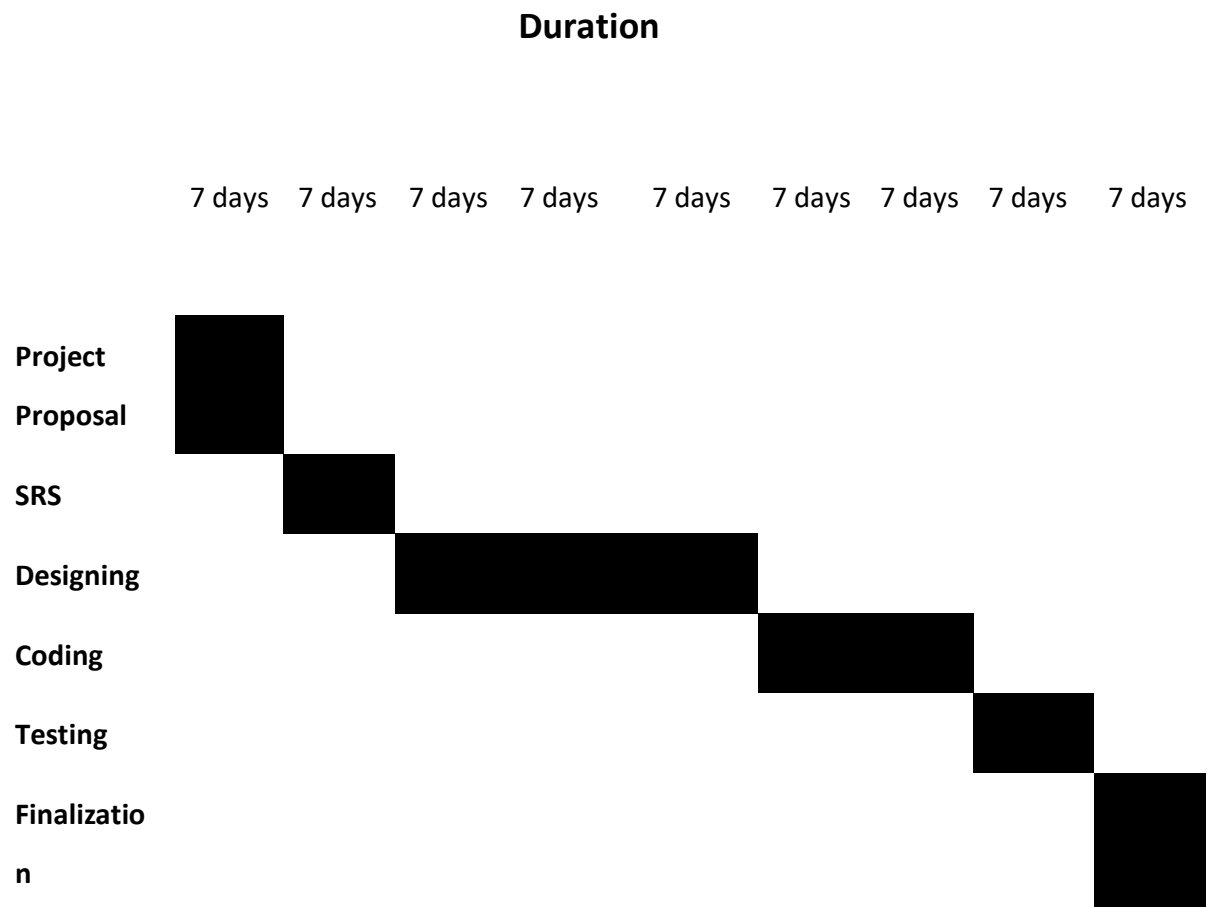 Duration
7 days 7 days 7 days 7 days 7 days 7 days 7 days 7 days 7 days
Project
Proposal
SRS
Designing
Coding
Testing
Finalizatio
n